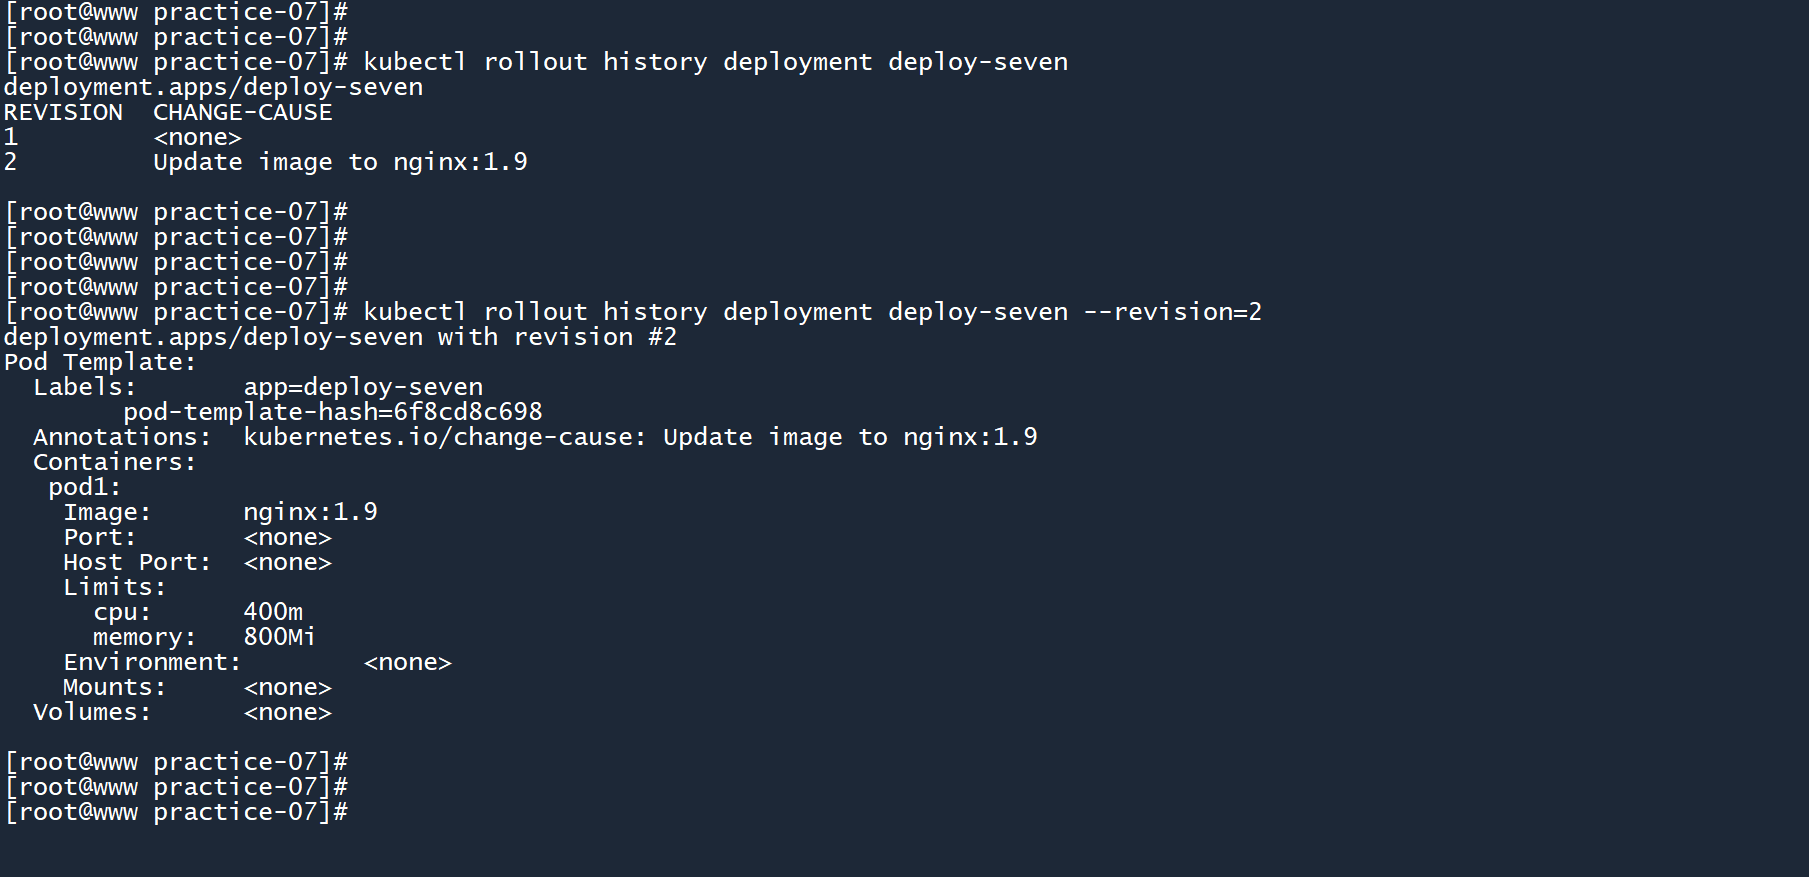 [root@www practice-07]#
[root@www practice-07]#
[root@www practice-07]# kubectl rollout history deployment deploy-seven
deployment.apps/deploy-seven
REVISION  CHANGE-CAUSE
1         <none>
2         Update image to nginx:1.9

[root@www practice-07]#
[root@www practice-07]#
[root@www practice-07]#
[root@www practice-07]#
[root@www practice-07]# kubectl rollout history deployment deploy-seven --revision=2
deployment.apps/deploy-seven with revision #2
Pod Template:
  Labels:       app=deploy-seven
        pod-template-hash=6f8cd8c698
  Annotations:  kubernetes.io/change-cause: Update image to nginx:1.9
  Containers:
   pod1:
    Image:      nginx:1.9
    Port:       <none>
    Host Port:  <none>
    Limits:
      cpu:      400m
      memory:   800Mi
    Environment:        <none>
    Mounts:     <none>
  Volumes:      <none>

[root@www practice-07]#
[root@www practice-07]#
[root@www practice-07]#